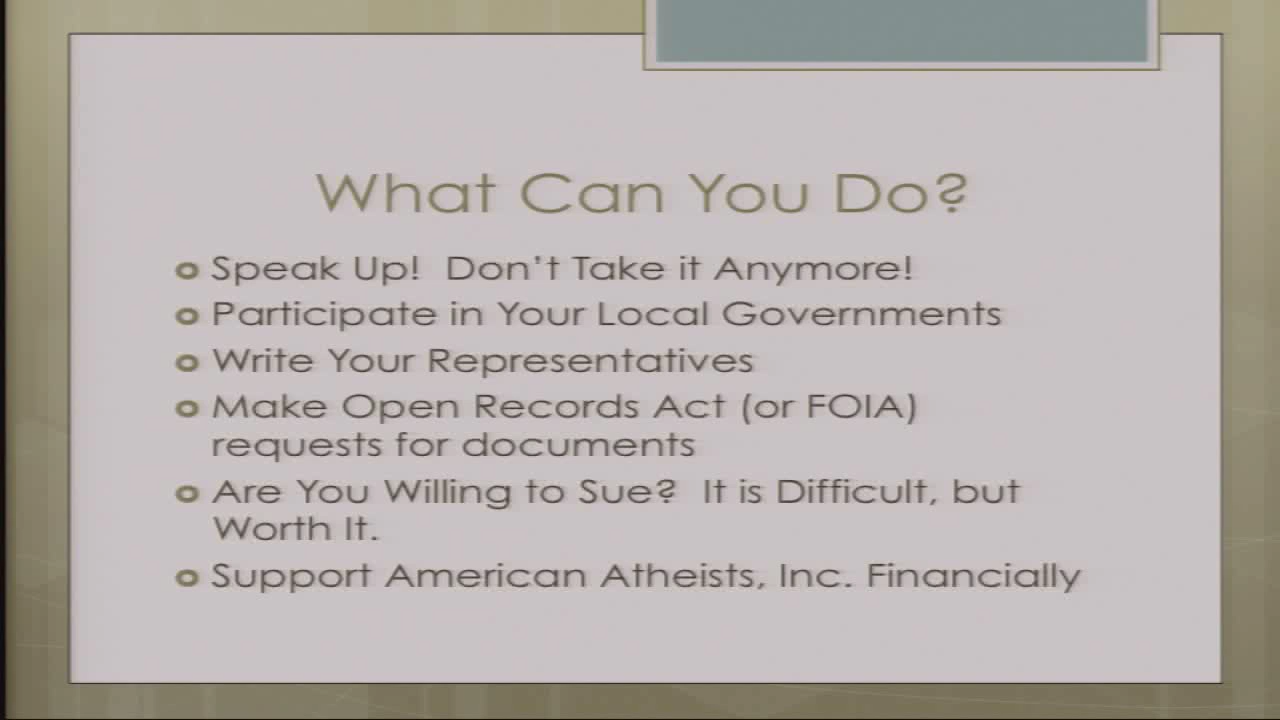 What Can You Do?
Speak Up! Don't Take it Anymore!
Participate in Your Local Governments
Write Your Representatives
Make Open Records Act (or FOIA)
requests for documents
Are You Willing to Sue? It is Difficult, but
Worth It.
Support American Atheists, Inc. Financially